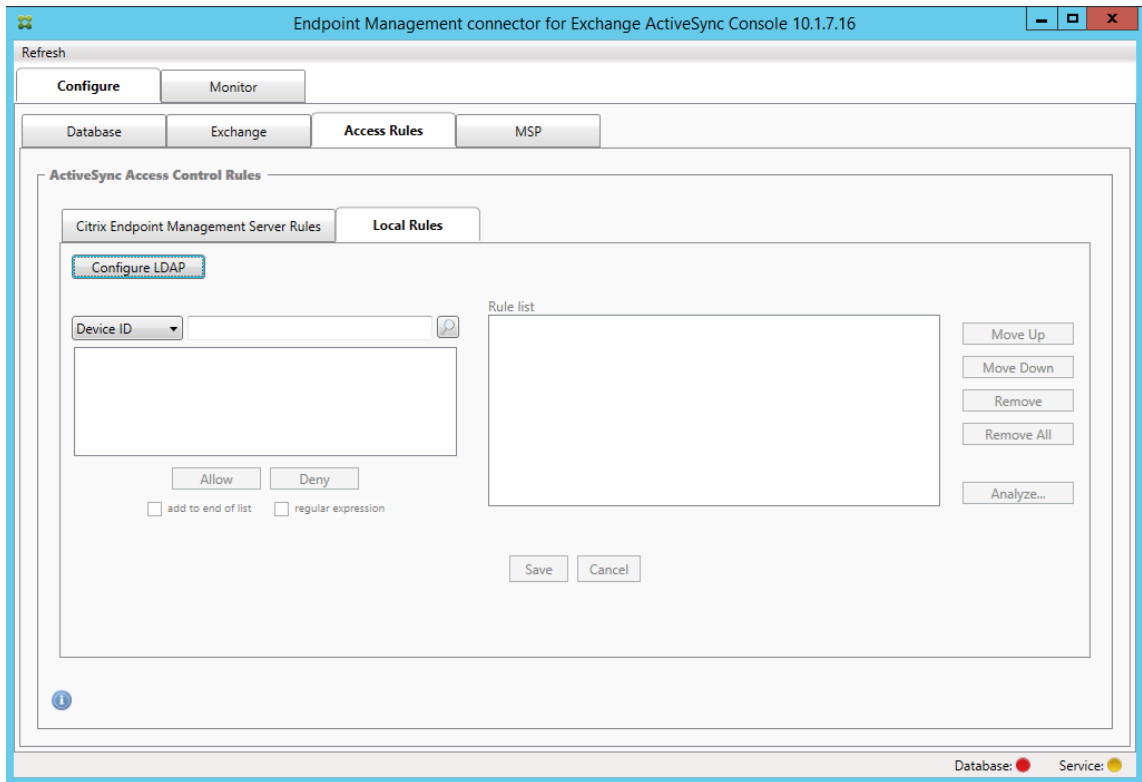 Endpoint Management connector for Exchange ActiveSync Console 10.1.7.16
Refresh
Configure Monitor
Database Exchange Access Rules MSP
ActiveSync Access Control Rules
Citrix Endpoint Management Server Rules Local Rules
Configure LDAP
Rule list
Device ID
Move Up
Move Down
Remove
Remove All
Allow Deny
Analyze...
add to end of list regular expression
Save Cancel
Database: Service: